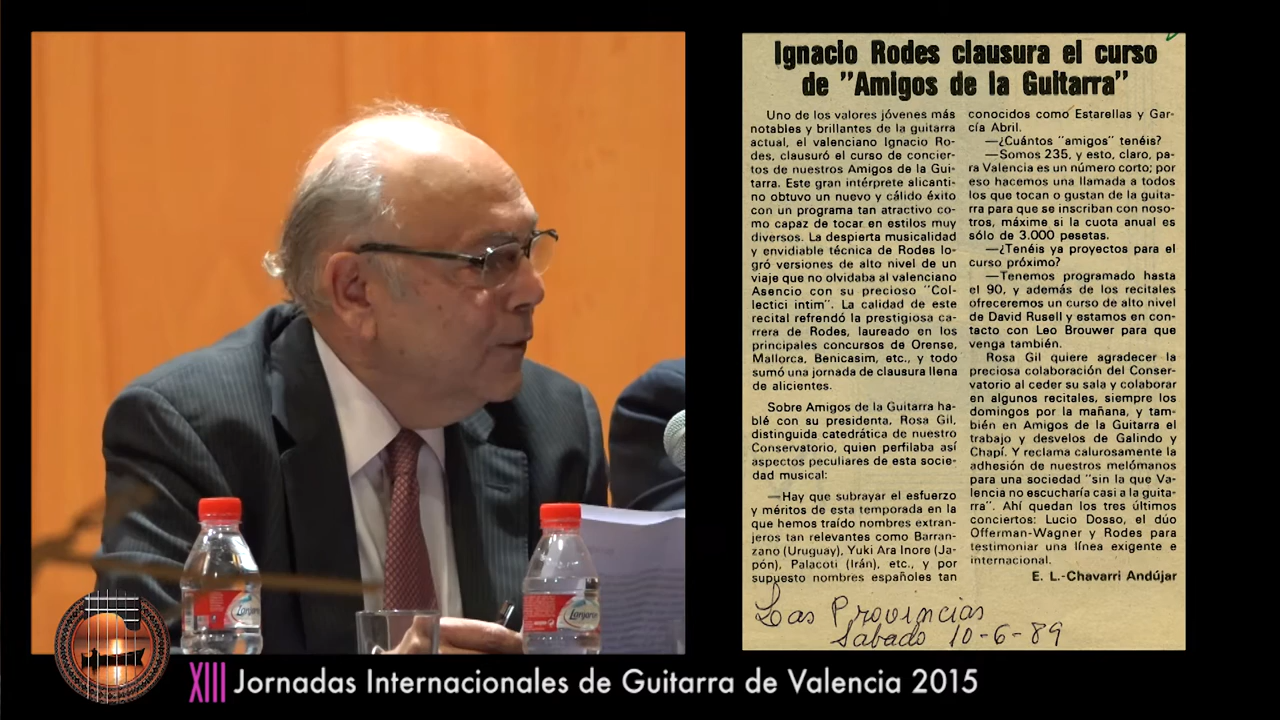 Ignacio Rodes clausura el curso
de "Amigos de la Guitarra"
Uno de los valores jóvenes más
notables y brillantes de la guitarra
actual, el valenciano Ignacio Ro-
des, clausuró el curso de concier-
tos de nuestros Amigos de la Gui-
tarra. Este gran intérprete alicanti-
no obtuvo un nuevo y cálido éxito
con un programa tan atractivo co-
mo capaz de tocar en estilos muy
diversos. La despierta musicalidad
y envidiable técnica de Rodes lo-
gró versiones de alto nivel de un
viaje que no olvidaba al valenciano
Asencio con su precioso "Col-
lectici intim". La calidad de este
recital refrendó la prestigiosa ca-
rrera de Rodes, laureado en los
principales concursos de Orense,
Mallorca, Benicasim, etc., y todo
sumó una jornada de clausura llena
de alicientes.
Sobre Amigos de la Guitarra ha-
blé con su presidenta, Rosa Gil,
distinguida catedrática de nuestro
Conservatorio, quien perfilaba así
aspectos peculiares de esta socie-
dad musical:
—Hay que subrayar el esfuerzo
y méritos de esta temporada en la
que hemos traído nombres extran-
jeros tan relevantes como Barran-
zano (Uruguay), Yuki Ara Inore (Ja-
pón), Palacoti (Irán), etc., y por
supuesto nombres españoles tan
conocidos como Estarellas y Gar-
cía Abril.
—¿Cuántos "amigos" tenéis?
—Somos 235, y esto, claro, pa-
ra Valencia es un número corto; por
eso hacemos una llamada a todos
los que tocan o gustan de la guita-
rra para que se inscriban con noso-
tros, máxime si la cuota anual es
sólo de 3.000 pesetas.
—¿Tenéis ya proyectos para el
curso próximo?
—Tenemos programado hasta
el 90, y además de los recitales
ofreceremos un curso de alto nivel
de David Rusell y estamos en con-
tacto con Leo Brouwer para que
venga también.
Rosa Gil quiere agradecer la
preciosa colaboración del Conser-
vatorio al ceder su sala y colaborar
en algunos recitales, siempre los
domingos por la mañana, y tam-
bién en Amigos de la Guitarra el
trabajo y desvelos de Galindo y
Chapí. Y reclama calurosamente la
adhesión de nuestros melómanos
para una sociedad "sin la que Va-
lencia no escucharía casi a la guita-
rra". Ahí quedan los tres últimos
conciertos: Lucio Dosso, el dúo
Offerman-Wagner y Rodes para
testimoniar una línea exigente e
internacional.
E. L.-Chavarri Andújar
Las Provincias
Sabado 10-6-89
Lanjarón
Lanjarón
XIII Jornadas Internacionales de Guitarra de Valencia 2015